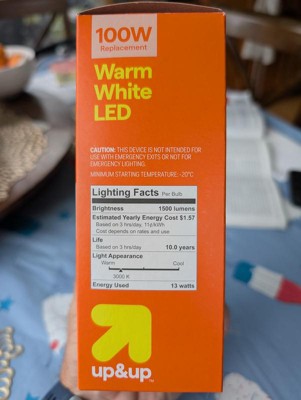 100W
Replacement
Warm
White
LED
CAUTION: THIS DEVICE IS NOT INTENDED FOR
USE WITH EMERGENCY EXITS OR NOT FOR
EMERGENCY LIGHTING.
MINIMUM STARTING TEMPERATURE: -20°C
Lighting Facts Per Bulb
Brightness 1500 lumens
Estimated Yearly Energy Cost $1.57
Based on 3 hrs/day, 11¢/kWh
Cost depends on rates and use
Life
Based on 3 hrs/day 10.0 years
Light Appearance
Warm Cool
3000 K
Energy Used 13 watts
up&up™